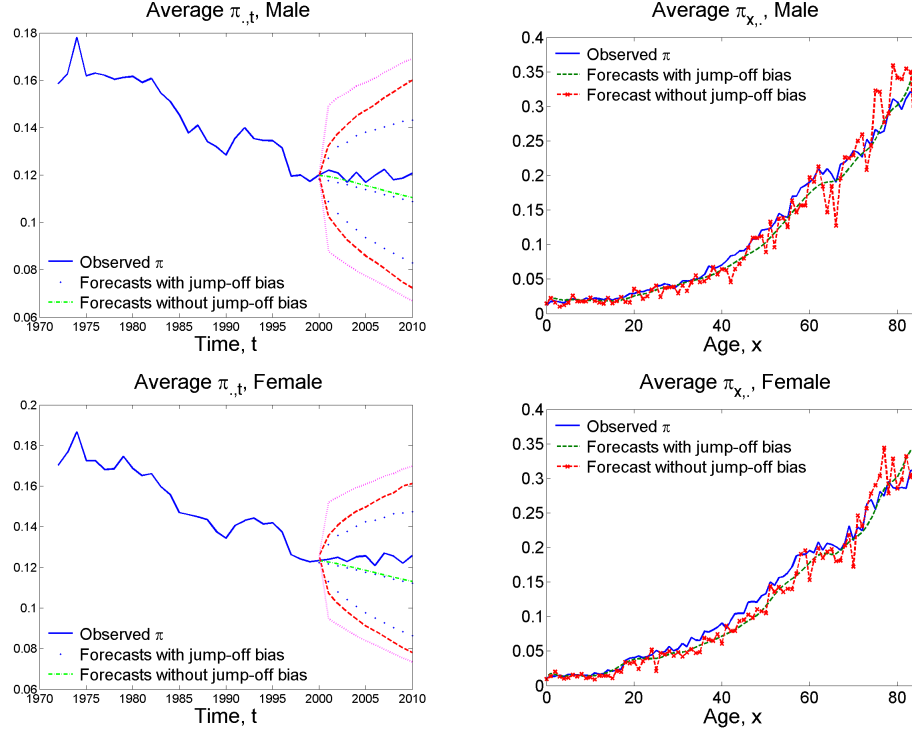 Average π.,t, Male
0.18
0.16
0.14
0.12
0.1
0.08
0.06
Observed π
Forecasts with jump-off bias
Forecasts without jump-off bias
1970 1975 1980 1985 1990 1995 2000 2005 2010
Time, t
Average πx,., Male
0.4
0.35
0.3
0.25
0.2
0.15
0.1
0.05
0
Observed π
Forecasts with jump-off bias
Forecast without jump-off bias
0 20 40 60 80
Age, x
Average π.,t, Female
0.2
0.18
0.16
0.14
0.12
0.1
0.08
0.06
Observed π
Forecasts with jump-off bias
Forecasts without jump-off bias
1970 1975 1980 1985 1990 1995 2000 2005 2010
Time, t
Average πx,., Female
0.4
0.35
0.3
0.25
0.2
0.15
0.1
0.05
0
Observed π
Forecasts with jump-off bias
Forecast without jump-off bias
0 20 40 60 80
Age, x